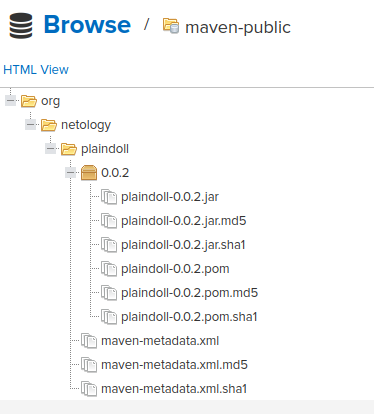 Browse / maven-public
HTML View
org
netology
plaindoll
0.0.2
plaindoll-0.0.2.jar
plaindoll-0.0.2.jar.md5
plaindoll-0.0.2.jar.sha1
plaindoll-0.0.2.pom
plaindoll-0.0.2.pom.md5
plaindoll-0.0.2.pom.sha1
maven-metadata.xml
maven-metadata.xml.md5
maven-metadata.xml.sha1